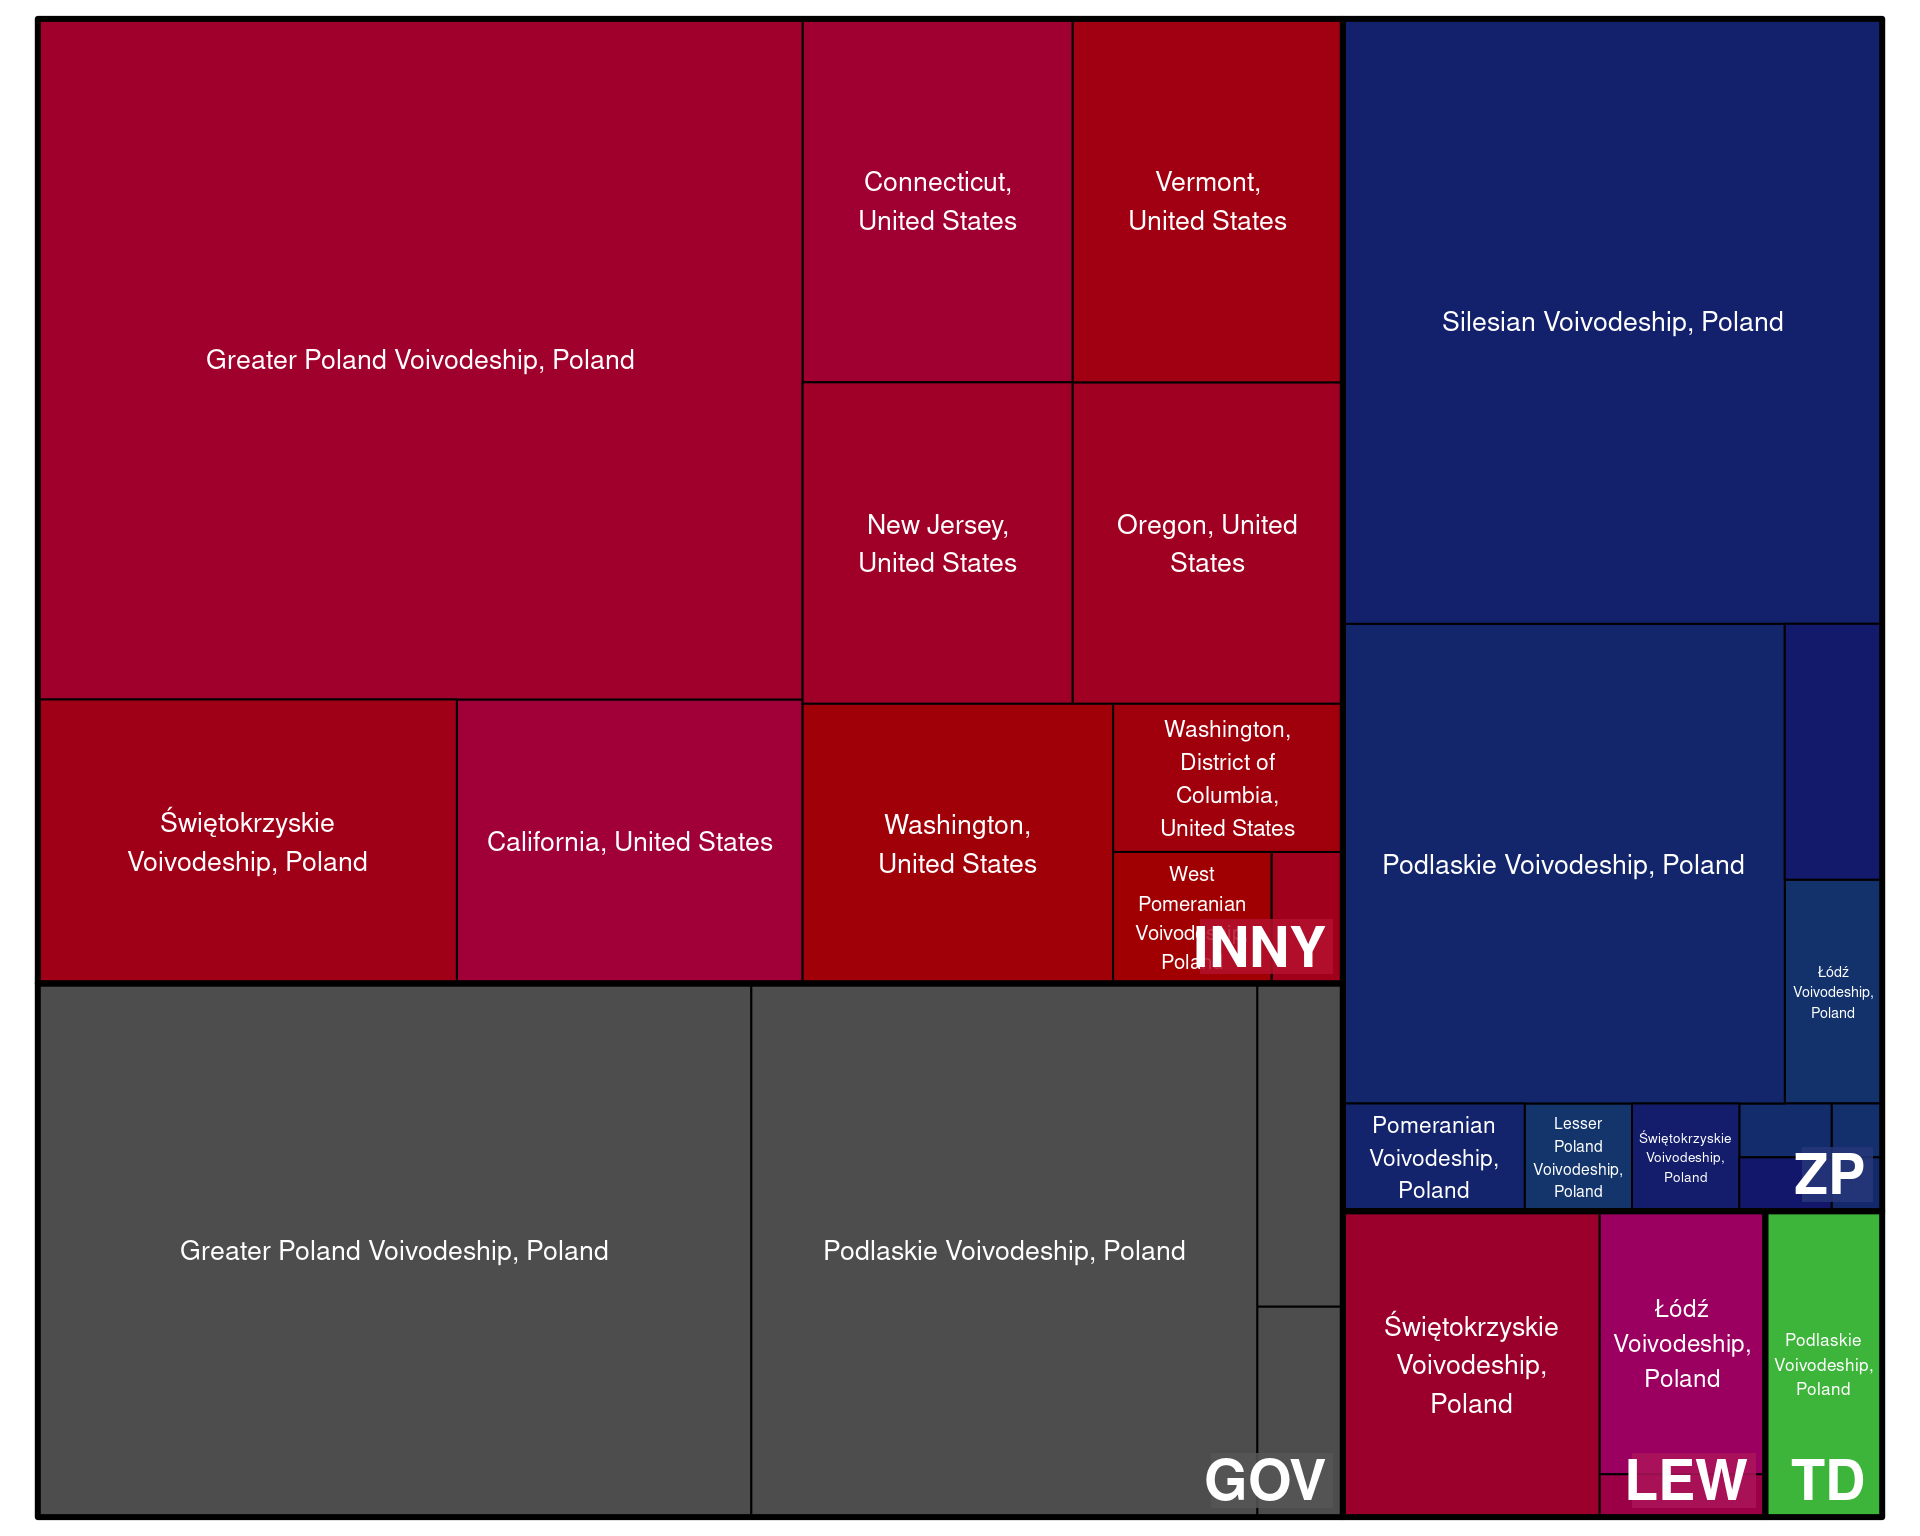 Greater Poland Voivodeship, Poland
Connecticut,
United States
Vermont,
United States
New Jersey,
United States
Oregon, United
States
Świętokrzyskie
Voivodeship, Poland
California, United States
Washington,
United States
Washington,
District of
Columbia,
United States
West
Pomeranian
INNY
Greater Poland Voivodeship, Poland
Podlaskie Voivodeship, Poland
GOV
Silesian Voivodeship, Poland
Podlaskie Voivodeship, Poland
Łódź
Voivodeship,
Poland
Pomeranian
Voivodeship,
Poland
Lesser
Poland
Voivodeship,
Poland
Świętokrzyskie
Voivodeship,
Poland
ZP
Świętokrzyskie
Voivodeship,
Poland
Łódź
Voivodeship,
Poland
LEW
Podlaskie
Voivodeship,
Poland
TD